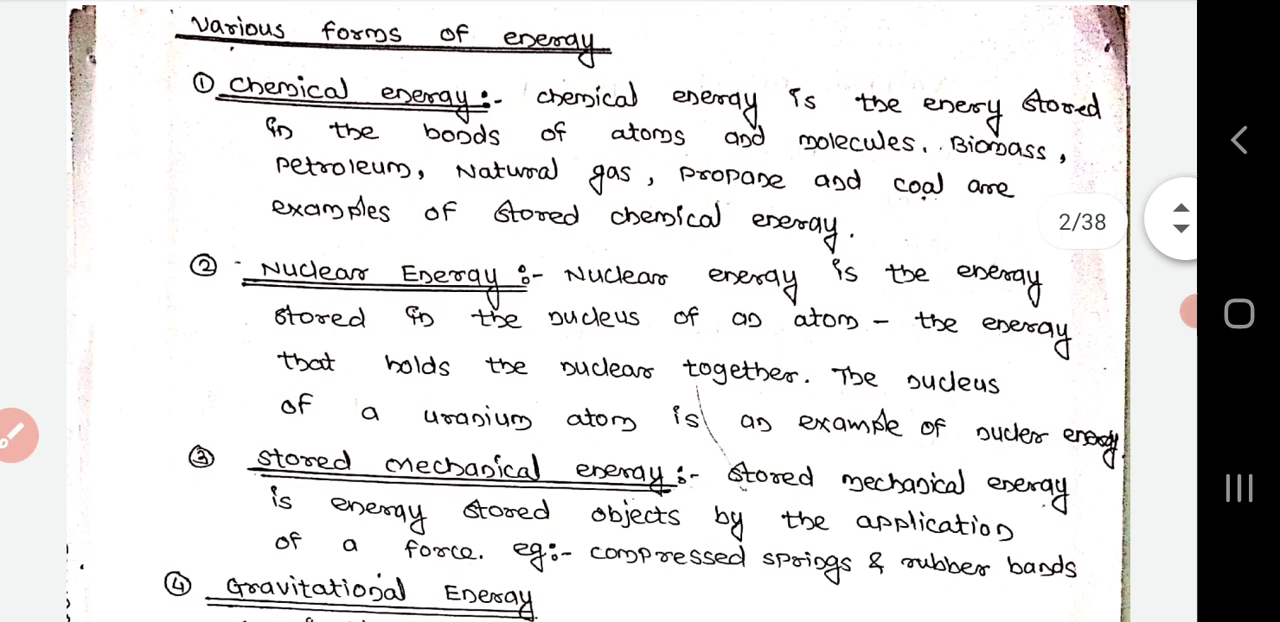 Various forms of energy
① Chemical energy :- chemical energy is the enery stored
in the bonds of atoms and molecules. Biomass,
petroleum, Natural gas, propane and coal are
examples of stored chemical energy.
2/38
② Nuclear Energy :- Nuclear energy is the energy
stored in the nucleus of an atom - the energy
that holds the nuclear together. The nucleus
of a uranium atom is an example of nucler energy.
③ stored mechanical energy :- stored mechanical energy
is energy stored objects by the application
of a force. eg:- compressed springs & rubber bands
④ Gravitational Energy